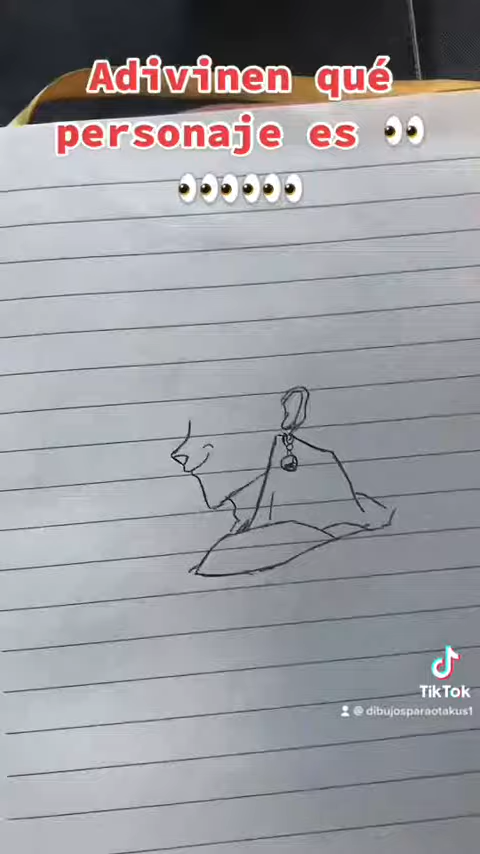 Adivinen qué
personaje es 👀
👀👀👀
TikTok
@ dibujosparaotakus1